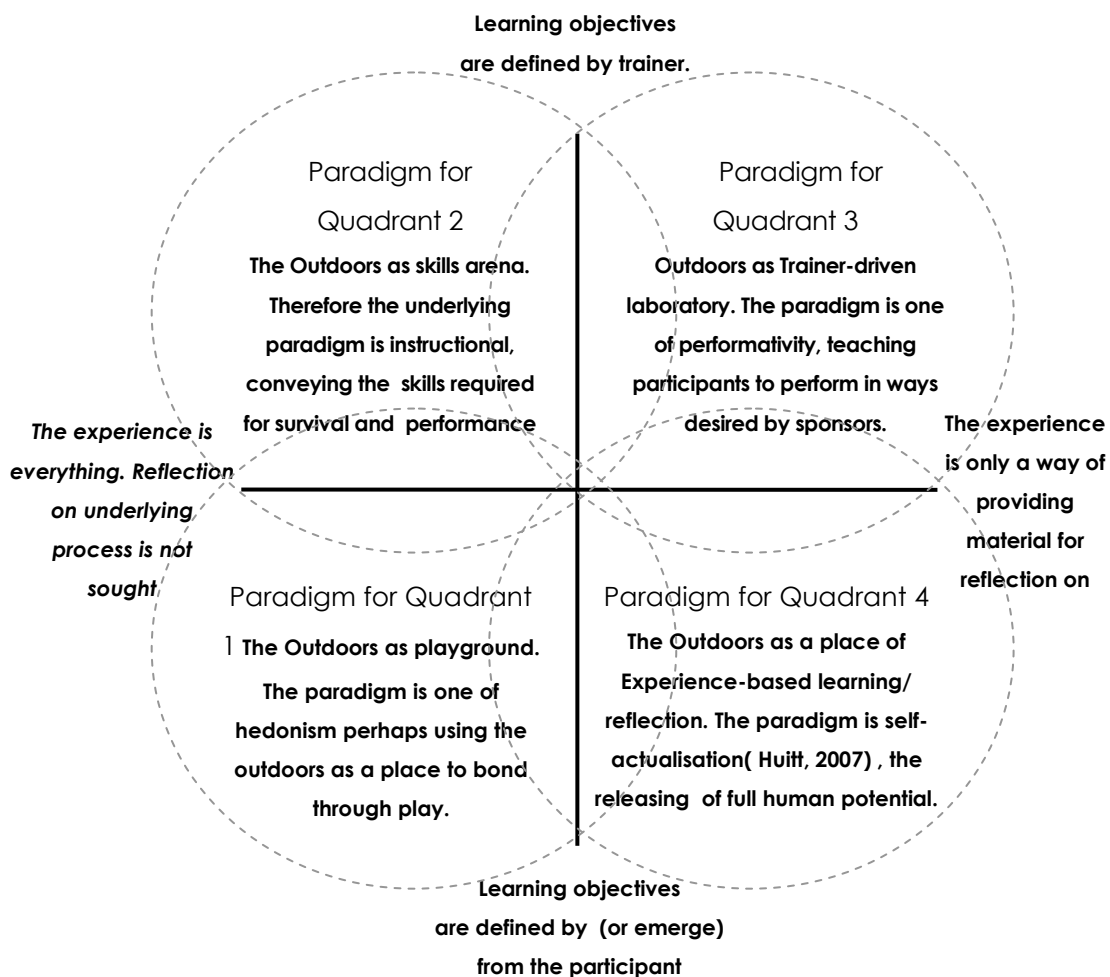 Learning objectives
are defined by trainer.
Paradigm for
Quadrant 2
The Outdoors as skills arena.
Therefore the underlying
paradigm is instructional,
conveying the skills required
for survival and performance
Paradigm for
Quadrant 3
Outdoors as Trainer-driven
laboratory. The paradigm is one
of performativity, teaching
participants to perform in ways
desired by sponsors.
The experience is
everything. Reflection
on underlying
process is not
sought
The experience
is only a way of
providing
material for
reflection on
Paradigm for Quadrant
1 The Outdoors as playground.
The paradigm is one of
hedonism perhaps using the
outdoors as a place to bond
through play.
Paradigm for Quadrant 4
The Outdoors as a place of
Experience-based learning/
reflection. The paradigm is self-
actualisation( Huitt, 2007) , the
releasing of full human potential.
Learning objectives
are defined by (or emerge)
from the participant